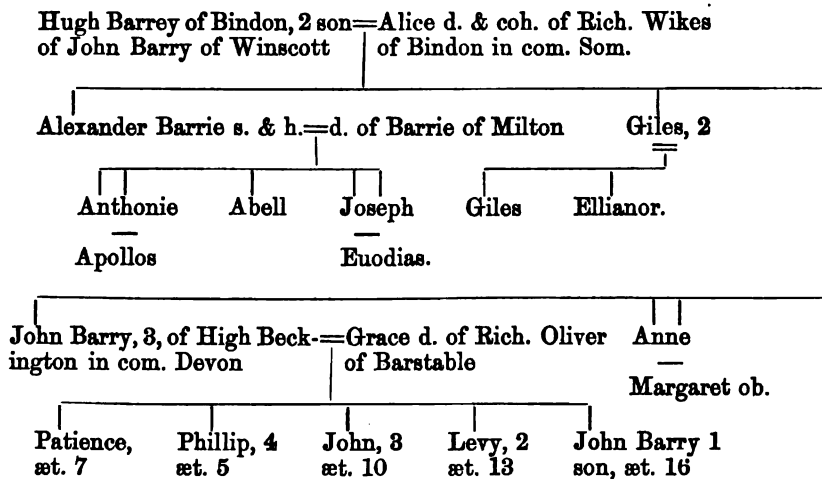 Hugh Barrey of Bindon, 2 son=Alice d. & coh. of Rich. Wikes
of John Barry of Winscott of Bindon in com. Som.
Alexander Barrie s. & h.=d. of Barrie of Milton Giles, 2
Anthonie Abell Joseph Giles Ellianor.
Apollos Euodias.
John Barry, 3, of High Beck-=Grace d. of Rich. Oliver Anne
ington in com. Devon of Barstable
Margaret ob.
Patience, Phillip, 4 John, 3 Levy, 2 John Barry 1
æt. 7 æt. 5 æt. 10 æt. 13 son, æt. 16